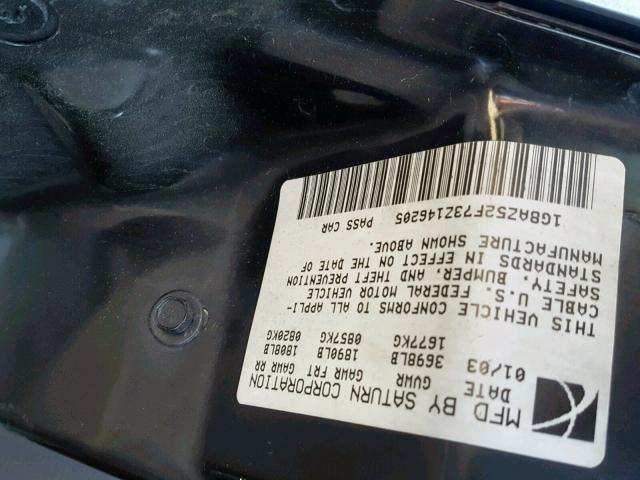 MFD BY SATURN CORPORATION
DATE GVWR GAWR FRT GAWR RR
01/03 3698LB 1890LB 1808LB
1677KG 0857KG 0820KG
THIS VEHICLE CONFORMS TO ALL APPLI-
CABLE U.S. FEDERAL MOTOR VEHICLE
SAFETY, BUMPER, AND THEFT PREVENTION
STANDARDS IN EFFECT ON THE DATE OF
MANUFACTURE SHOWN ABOVE.
1G8AZ52F73Z146205 PASS CAR